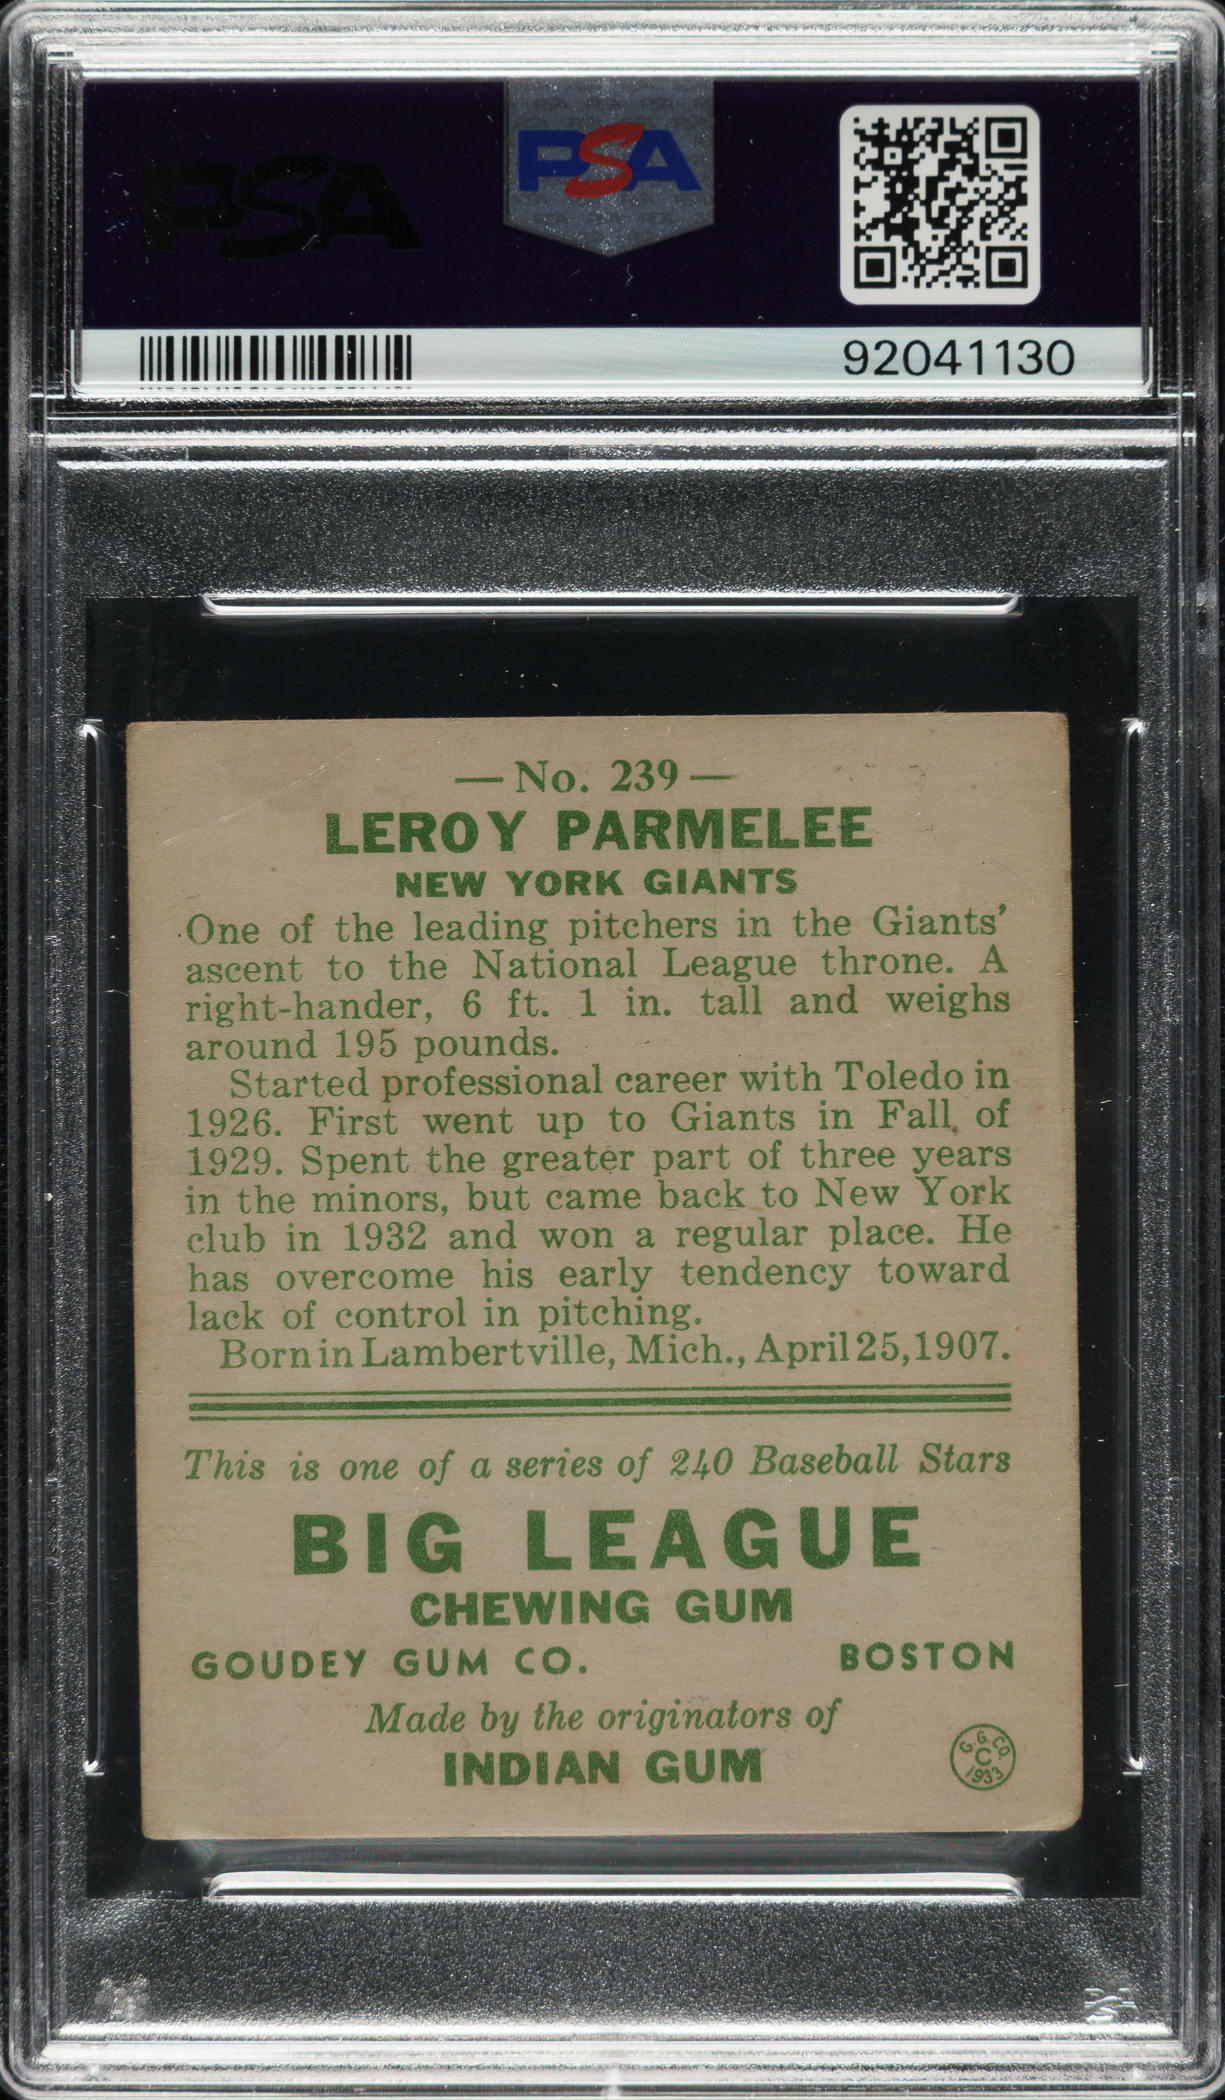 PSA
PSA
92041130
— No. 239 —
LEROY PARMELEE
NEW YORK GIANTS
One of the leading pitchers in the Giants'
ascent to the National League throne. A
right-hander, 6 ft. 1 in. tall and weighs
around 195 pounds.
Started professional career with Toledo in
1926. First went up to Giants in Fall of
1929. Spent the greater part of three years
in the minors, but came back to New York
club in 1932 and won a regular place. He
has overcome his early tendency toward
lack of control in pitching.
Born in Lambertville, Mich., April 25, 1907.
This is one of a series of 240 Baseball Stars
BIG LEAGUE
CHEWING GUM
GOUDEY GUM CO. BOSTON
Made by the originators of
INDIAN GUM
G. G. CO.
C
1933